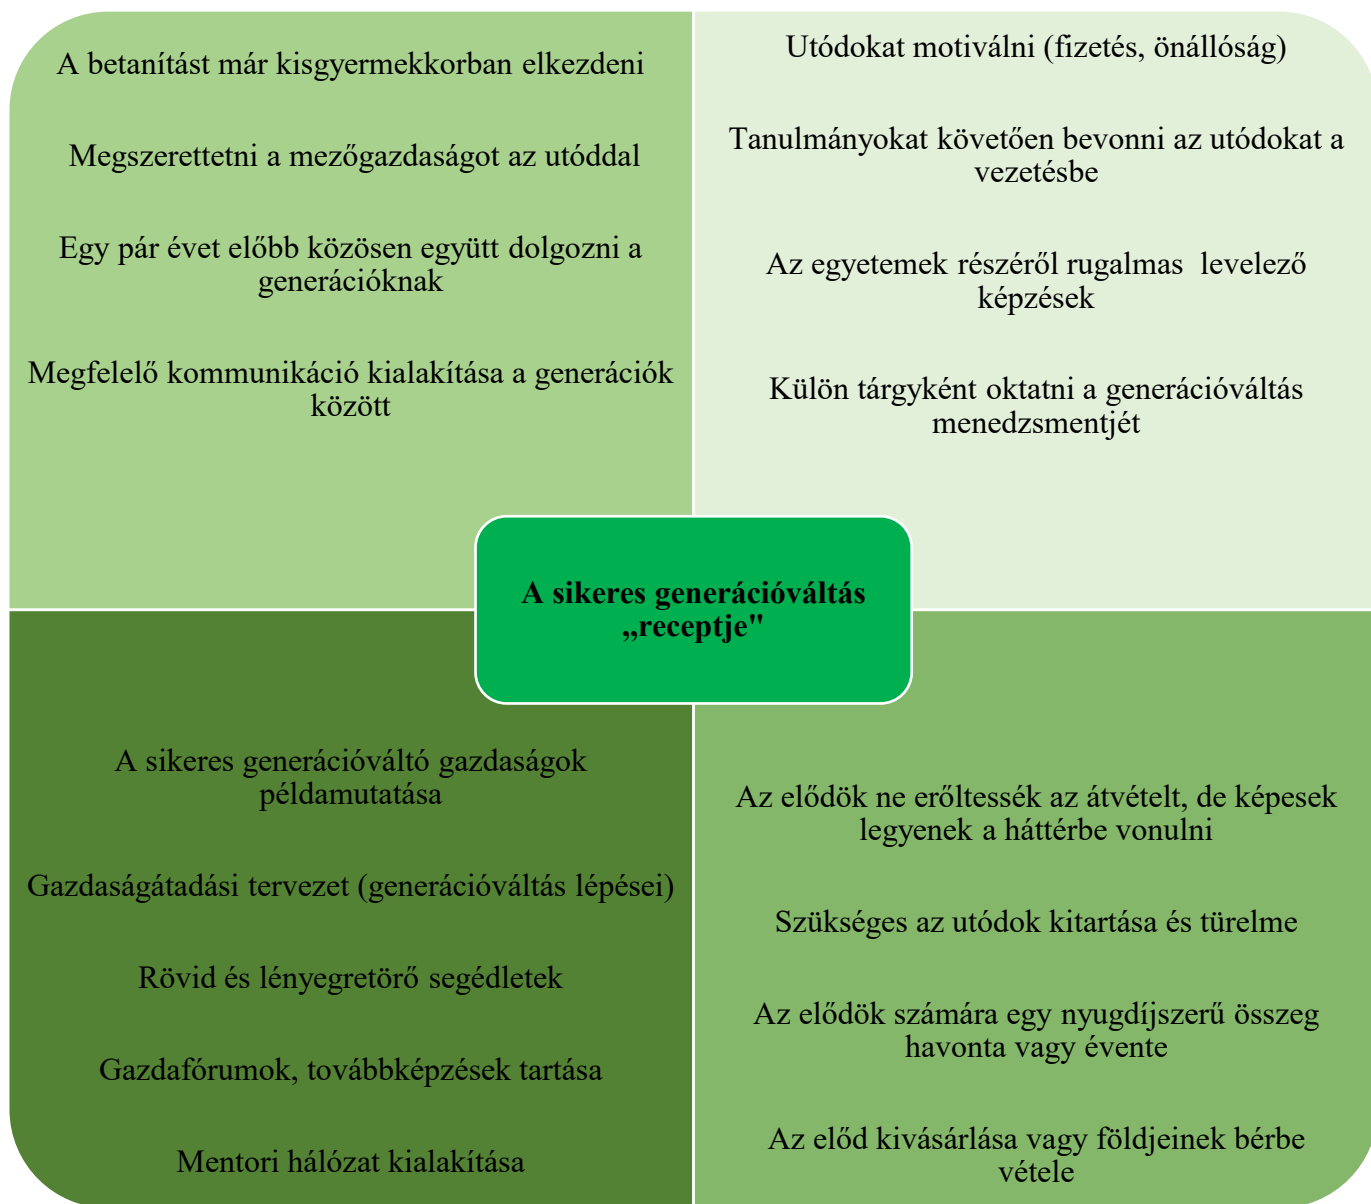 A betanítást már kisgyermekkorban elkezdeni
Megszerettetni a mezőgazdaságot az utóddal
Egy pár évet előbb közösen együtt dolgozni a
generációknak
Megfelelő kommunikáció kialakítása a generációk
között
Utódokat motiválni (fizetés, önállóság)
Tanulmányokat követően bevonni az utódokat a
vezetésbe
Az egyetemek részéről rugalmas  levelező
képzések
Külön tárgyként oktatni a generációváltás
menedzsmentjét
A sikeres generációváltás
„receptje"
A sikeres generációváltó gazdaságok
példamutatása
Gazdaságátadási tervezet (generációváltás lépései)
Rövid és lényegretörő segédletek
Gazdafórumok, továbbképzések tartása
Mentori hálózat kialakítása
Az elődök ne erőltessék az átvételt, de képesek
legyenek a háttérbe vonulni
Szükséges az utódok kitartása és türelme
Az elődök számára egy nyugdíjszerű összeg
havonta vagy évente
Az előd kivásárlása vagy földjeinek bérbe
vétele